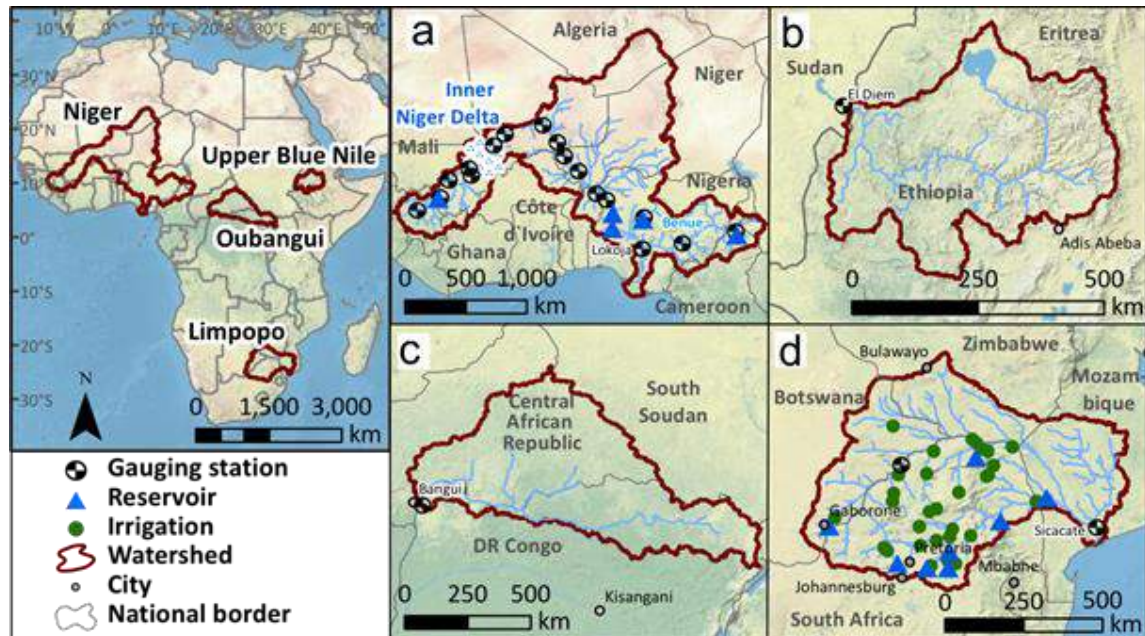 10°W 0° 10°E 20°E 30°E 40°E
30°N
20°N
10°N
0°
10°S
20°S
30°S
Niger
Upper Blue Nile
Oubangui
Limpopo
N
0 1,500 3,000
km
a
Algeria
Niger
Inner
Niger Delta
Mali
Nigeria
Côte
d`Ivoire
Benue
Ghana
Lokoja
Cameroon
0 500 1,000
km
b
Eritrea
Sudan
El Diem
Ethiopia
Adis Abeba
0 250 500
km
c
South
Soudan
Central
African
Republic
Bangui
DR Congo
Kisangani
0 250 500
km
d
Bulawayo
Zimbabwe
Botswana
Mozam-
bique
Gaborone
Sicacate
Pretoria
Johannesburg
Mbabne
South Africa
0 250 500
km
Gauging station
Reservoir
Irrigation
Watershed
City
National border